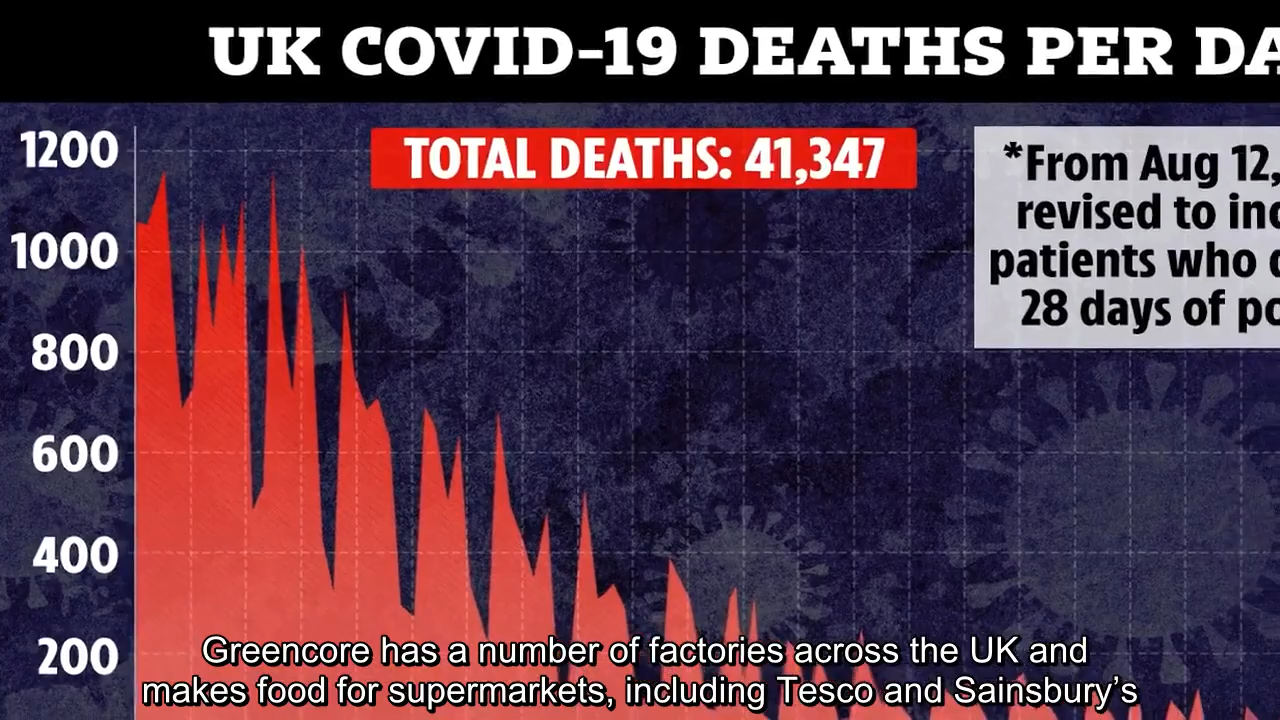 UK COVID-19 DEATHS PER DA
1200
1000
800
600
400
200
TOTAL DEATHS: 41,347
*From Aug 12,
revised to inc
patients who d
28 days of po
Greencore has a number of factories across the UK and
makes food for supermarkets, including Tesco and Sainsbury’s